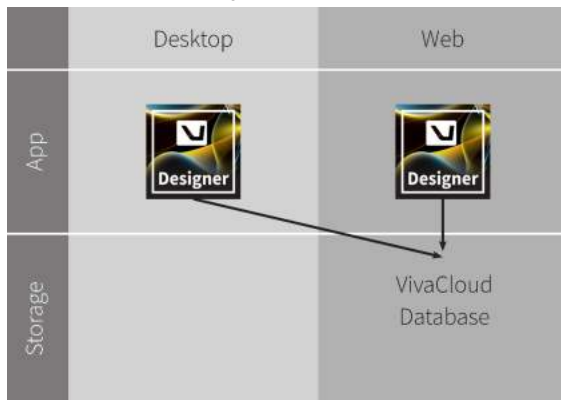 Desktop
Web
App
Designer
Designer
Storage
VivaCloud
Database